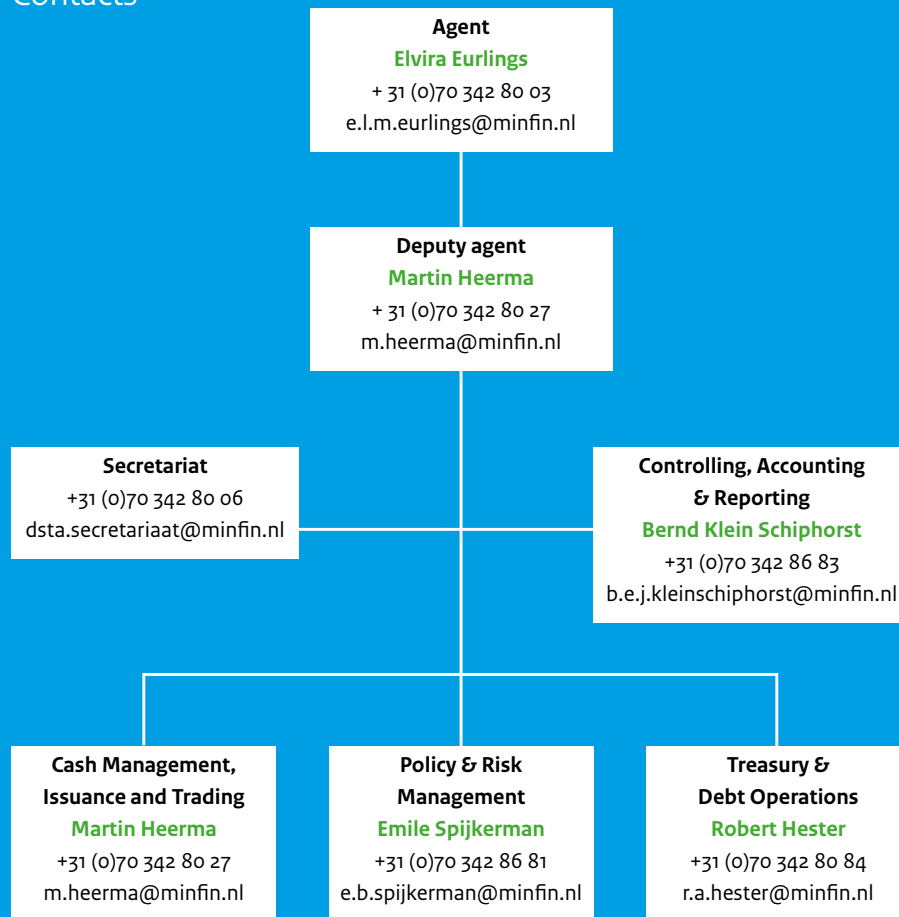 Contacts
Agent
Elvira Eurlings
+ 31 (0)70 342 80 03
e.l.m.eurlings@minfin.nl
Deputy agent
Martin Heerma
+ 31 (0)70 342 80 27
m.heerma@minfin.nl
Secretariat
+31 (0)70 342 80 06
dsta.secretariaat@minfin.nl
Controlling, Accounting
& Reporting
Bernd Klein Schiphorst
+31 (0)70 342 86 83
b.e.j.kleinschiphorst@minfin.nl
Cash Management,
Issuance and Trading
Martin Heerma
+31 (0)70 342 80 27
m.heerma@minfin.nl
Policy & Risk
Management
Emile Spijkerman
+31 (0)70 342 86 81
e.b.spijkerman@minfin.nl
Treasury &
Debt Operations
Robert Hester
+31 (0)70 342 80 84
r.a.hester@minfin.nl